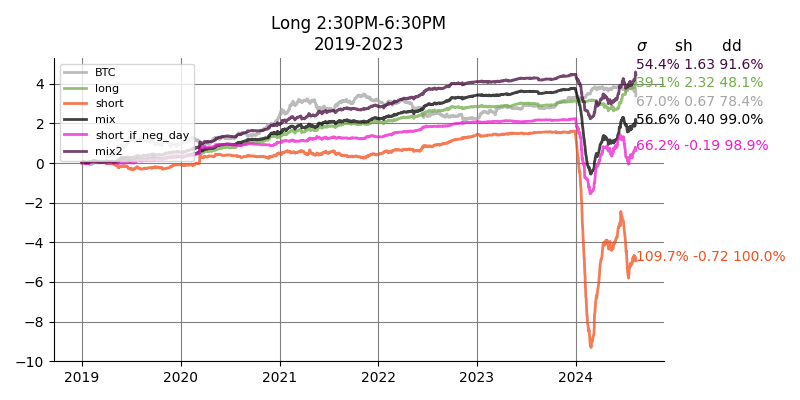 Long 2:30PM-6:30PM
2019-2023
σ sh dd
54.4% 1.63 91.6%
39.1% 2.32 48.1%
67.0% 0.67 78.4%
56.6% 0.40 99.0%
66.2% -0.19 98.9%
109.7% -0.72 100.0%
BTC
long
short
mix
short_if_neg_day
mix2
4
2
0
−2
−4
−6
−8
−10
2019 2020 2021 2022 2023 2024